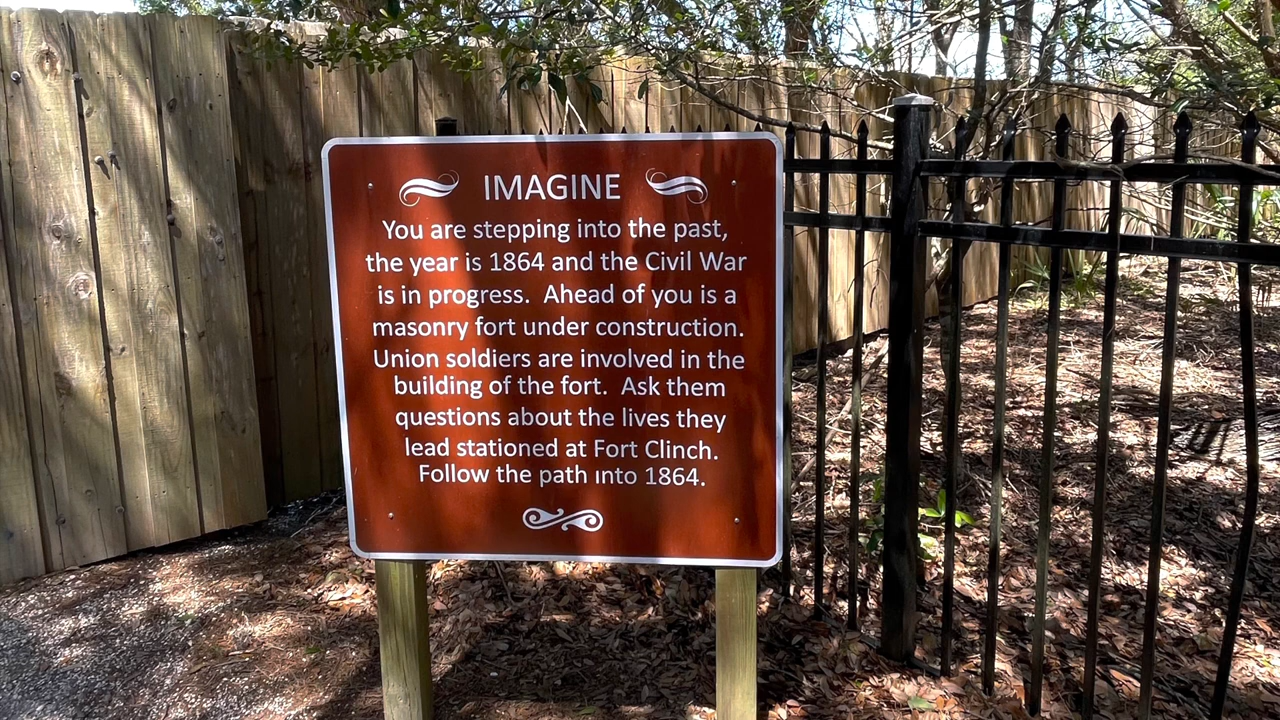 IMAGINE
You are stepping into the past,
the year is 1864 and the Civil War
is in progress.  Ahead of you is a
masonry fort under construction.
Union soldiers are involved in the
building of the fort.  Ask them
questions about the lives they
lead stationed at Fort Clinch.
Follow the path into 1864.